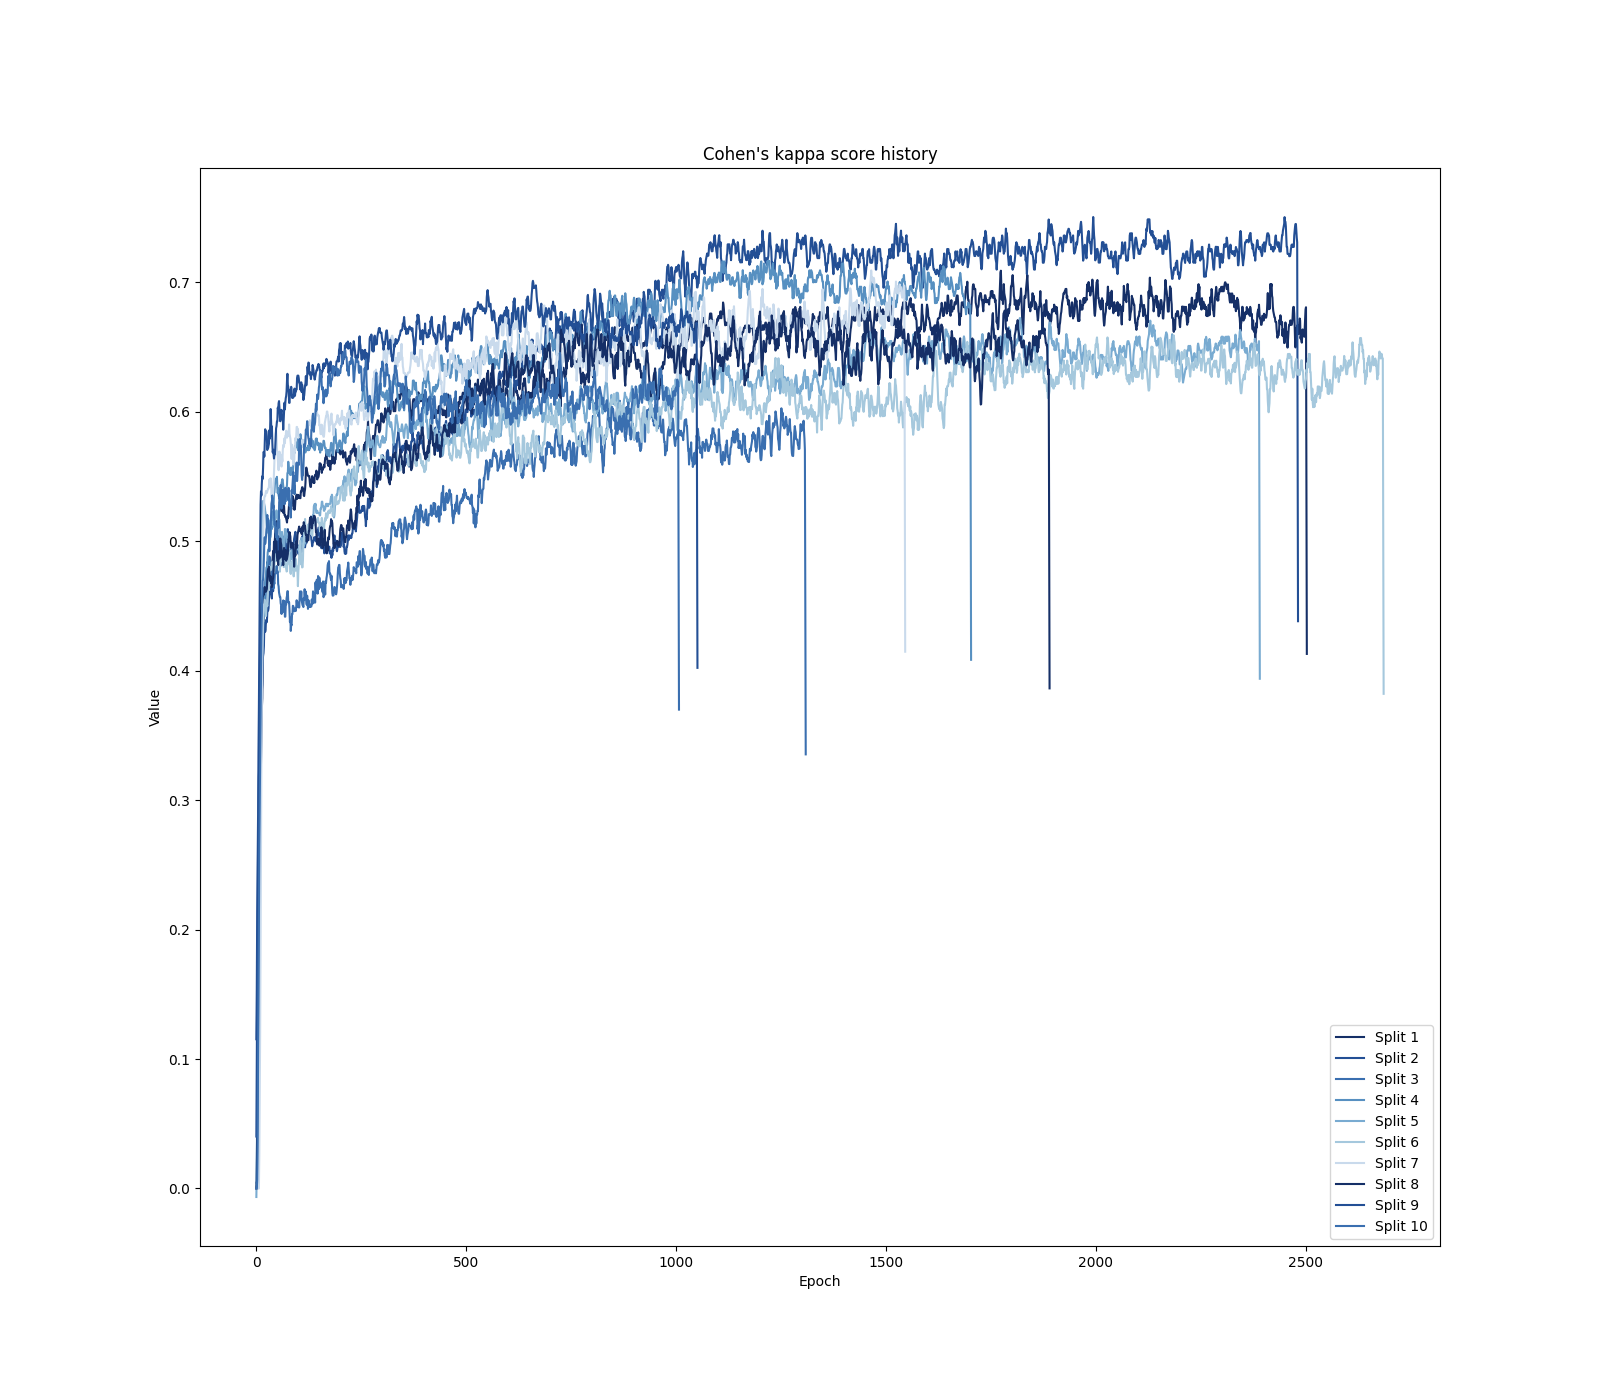 Cohen's kappa score history
0.7
0.6
0.5
0.4
0.3
0.2
0.1
0.0
Value
0
500
1000
1500
2000
2500
Epoch
Split 1
Split 2
Split 3
Split 4
Split 5
Split 6
Split 7
Split 8
Split 9
Split 10